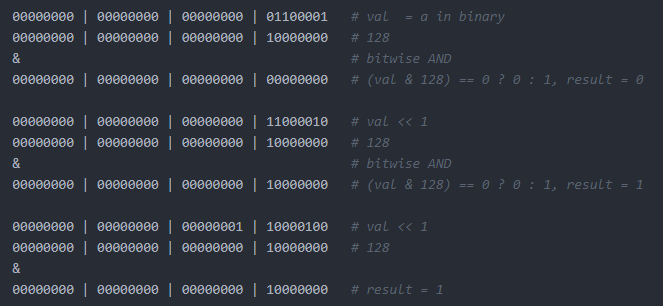 00000000 | 00000000 | 00000000 | 01100001   # val  = a in binary
00000000 | 00000000 | 00000000 | 10000000   # 128
&                                           # bitwise AND
00000000 | 00000000 | 00000000 | 00000000   # (val & 128) == 0 ? 0 : 1, result = 0

00000000 | 00000000 | 00000000 | 11000010   # val << 1
00000000 | 00000000 | 00000000 | 10000000   # 128
&                                           # bitwise AND
00000000 | 00000000 | 00000000 | 10000000   # (val & 128) == 0 ? 0 : 1, result = 1

00000000 | 00000000 | 00000001 | 10000100   # val << 1
00000000 | 00000000 | 00000000 | 10000000   # 128
&
00000000 | 00000000 | 00000000 | 10000000   # result = 1